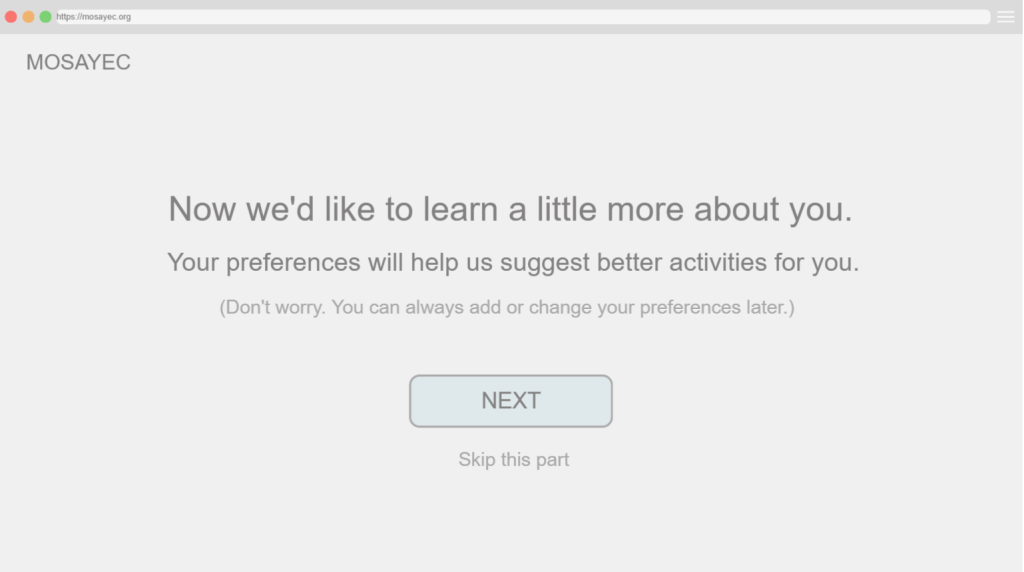 https://mosayec.org
MOSAYEC
Now we'd like to learn a little more about you.
Your preferences will help us suggest better activities for you.
(Don't worry. You can always add or change your preferences later.)
NEXT
Skip this part